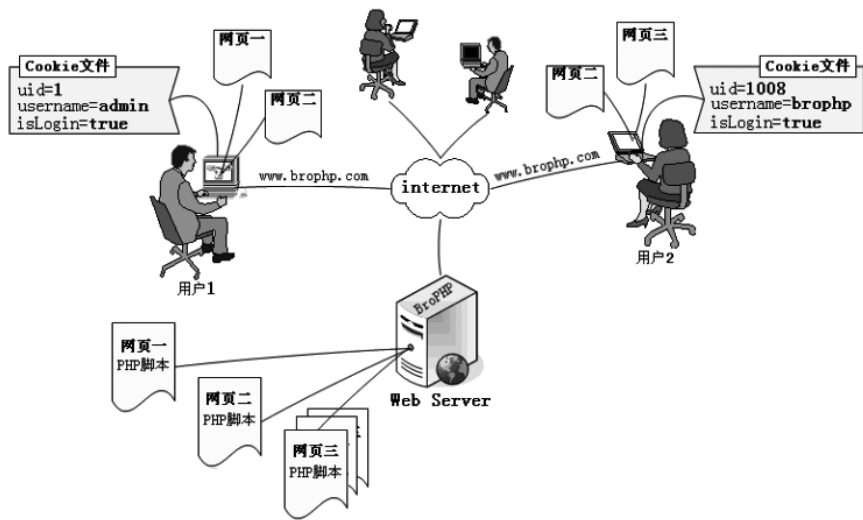 网页一
Cookie文件
uid=1
username=admin
isLogin=true
网页二
网页三
网页二
Cookie文件
uid=1008
username=brophp
isLogin=true
www.brophp.com
internet
www.brophp.com
用户1
用户2
BroPHP
Web Server
网页一
PHP脚本
网页二
PHP脚本
网页三
PHP脚本